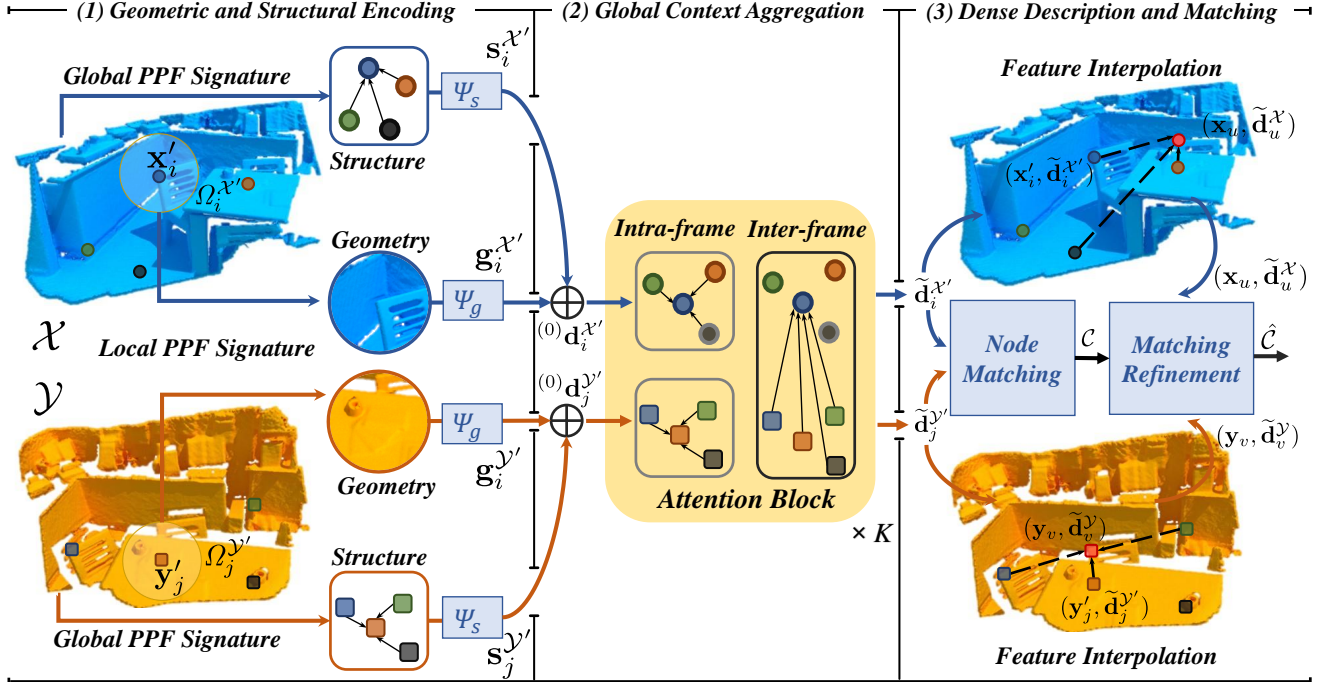 (1) Geometric and Structural Encoding
(2) Global Context Aggregation
(3) Dense Description and Matching
Global PPF Signature
Structure
Ψ_s
s_i^{𝒳′}
x′_i
Ω_i^{𝒳′}
Geometry
Ψ_g
g_i^{𝒳′}
^{(0)}d_i^{𝒳′}
𝒳
Local PPF Signature
𝒴
^{(0)}d_j^{𝒴′}
Ψ_g
g_i^{𝒴′}
Geometry
Ω_j^{𝒴′}
y′_j
Structure
Ψ_s
s_j^{𝒴′}
Global PPF Signature
Intra-frame
Inter-frame
Attention Block
× K
Feature Interpolation
(x_u, d̃_u^𝒳)
(x′_i, d̃_i^{𝒳′})
(x_u, d̃_u^𝒳)
d̃_i^{𝒳′}
Node
Matching
𝒞
Matching
Refinement
𝒞̂
d̃_j^{𝒴′}
(y_v, d̃_v^𝒴)
(y_v, d̃_v^𝒴)
(y′_j, d̃_j^{𝒴′})
Feature Interpolation